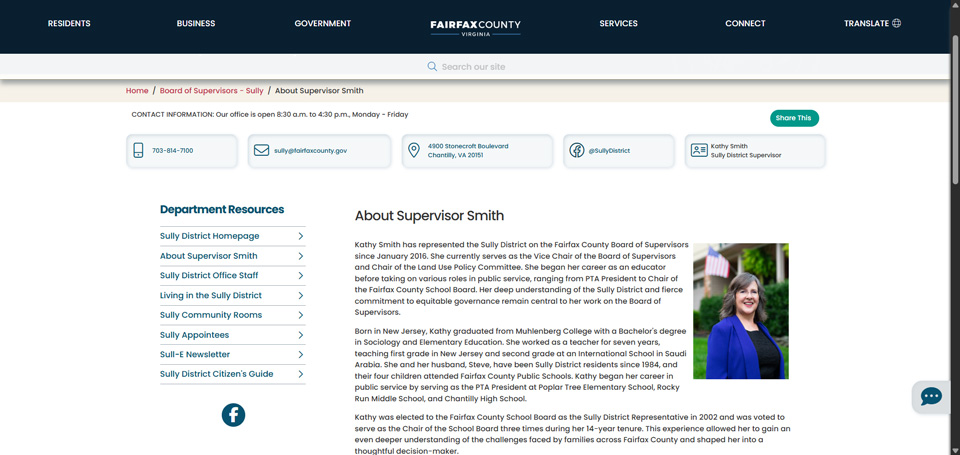 RESIDENTS BUSINESS GOVERNMENT FAIRFAX COUNTY SERVICES CONNECT TRANSLATE
VIRGINIA
Search our site
Home / Board of Supervisors - Sully / About Supervisor Smith
CONTACT INFORMATION: Our office is open 8:30 a.m. to 4:30 p.m., Monday - Friday
Share This
703-814-7100
sully@fairfaxcounty.gov
4900 Stonecroft Boulevard
Chantilly, VA 20151
@SullyDistrict
Kathy Smith
Sully District Supervisor
Department Resources
Sully District Homepage
About Supervisor Smith
Sully District Office Staff
Living in the Sully District
Sully Community Rooms
Sully Appointees
Sull-E Newsletter
Sully District Citizen's Guide
About Supervisor Smith
Kathy Smith has represented the Sully District on the Fairfax County Board of Supervisors
since January 2016. She currently serves as the Vice Chair of the Board of Supervisors
and Chair of the Land Use Policy Committee. She began her career as an educator
before taking on various roles in public service, ranging from PTA President to Chair of
the Fairfax County School Board. Her deep understanding of the Sully District and fierce
commitment to equitable governance remain central to her work on the Board of
Supervisors.
Born in New Jersey, Kathy graduated from Muhlenberg College with a Bachelor's degree
in Sociology and Elementary Education. She worked as a teacher for seven years,
teaching first grade in New Jersey and second grade at an International School in Saudi
Arabia. She and her husband, Steve, have been Sully District residents since 1984, and
their four children attended Fairfax County Public Schools. Kathy began her career in
public service by serving as the PTA President at Poplar Tree Elementary School, Rocky
Run Middle School, and Chantilly High School.
Kathy was elected to the Fairfax County School Board as the Sully District Representative in 2002 and was voted to
serve as the Chair of the School Board three times during her 14-year tenure. This experience allowed her to gain an
even deeper understanding of the challenges faced by families across Fairfax County and shaped her into a
thoughtful decision-maker.